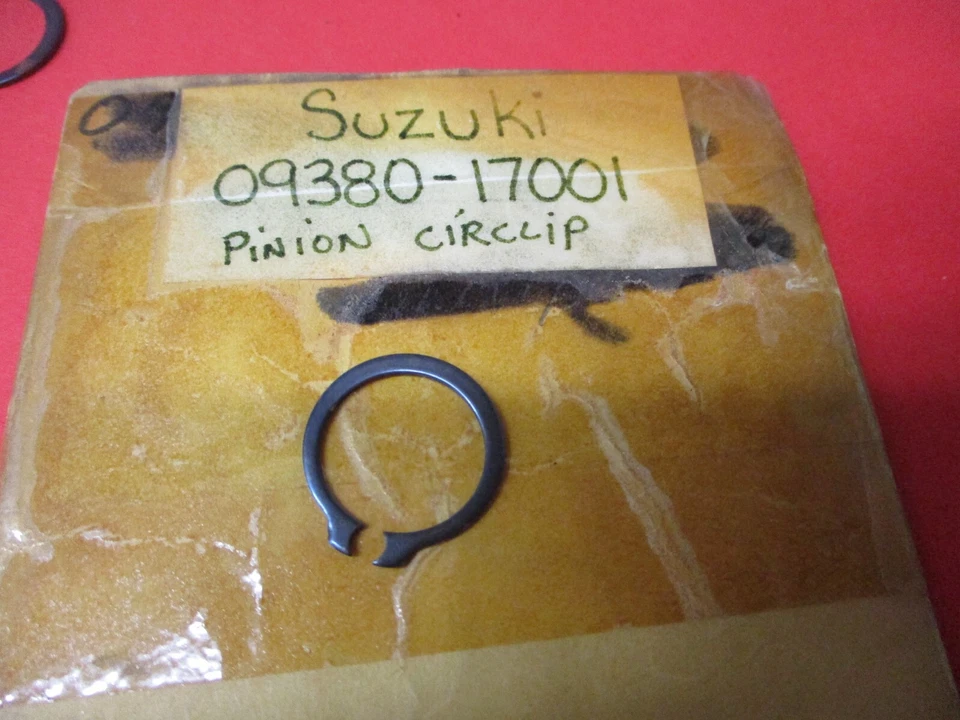 Suzuki
09380-17001
PiNiON CiRCLiP